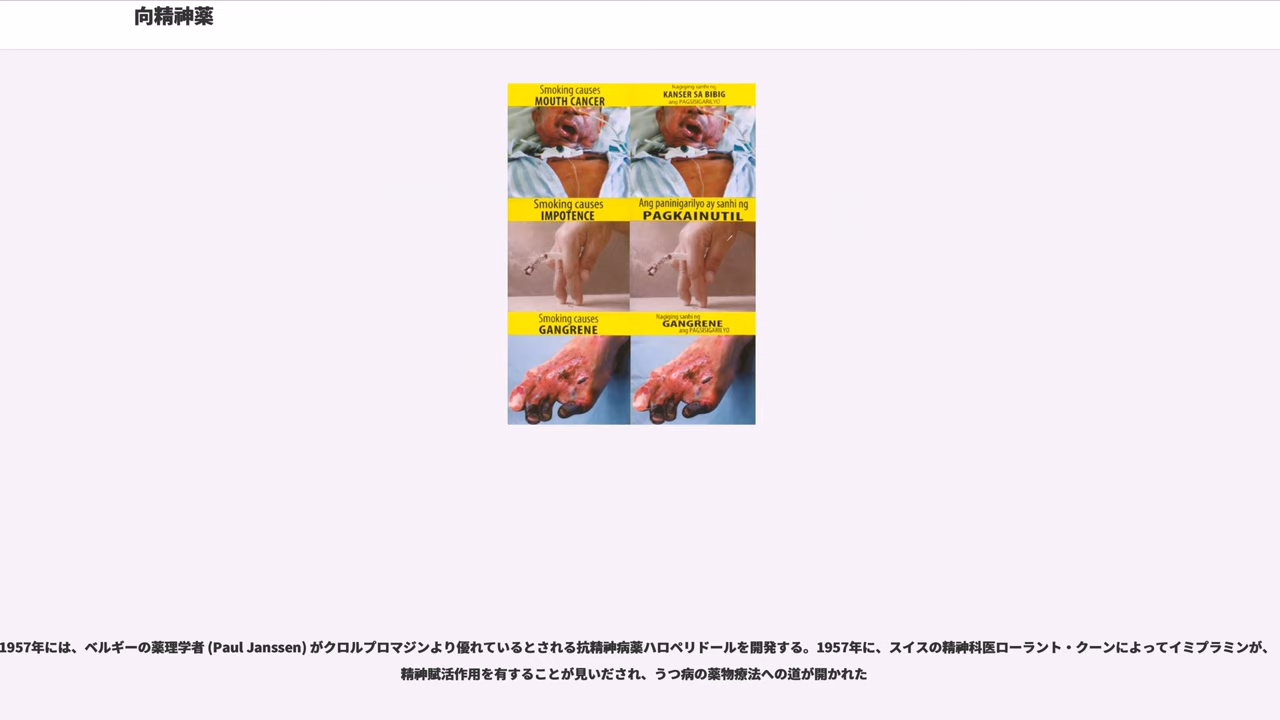 向精神薬
Smoking causes
MOUTH CANCER
Nagiging sanhi ng
KANSER SA BIBIG
ang PAGSISIGARILYO
Smoking causes
IMPOTENCE
Ang paninigarilyo ay sanhi ng
PAGKAINUTIL
Smoking causes
GANGRENE
Nagiging sanhi ng
GANGRENE
ang PAGSISIGARILYO
1957年には、ベルギーの薬理学者 (Paul Janssen) がクロルプロマジンより優れているとされる抗精神病薬ハロペリドールを開発する。1957年に、スイスの精神科医ローラント・クーンによってイミプラミンが、
精神賦活作用を有することが見いだされ、うつ病の薬物療法への道が開かれた